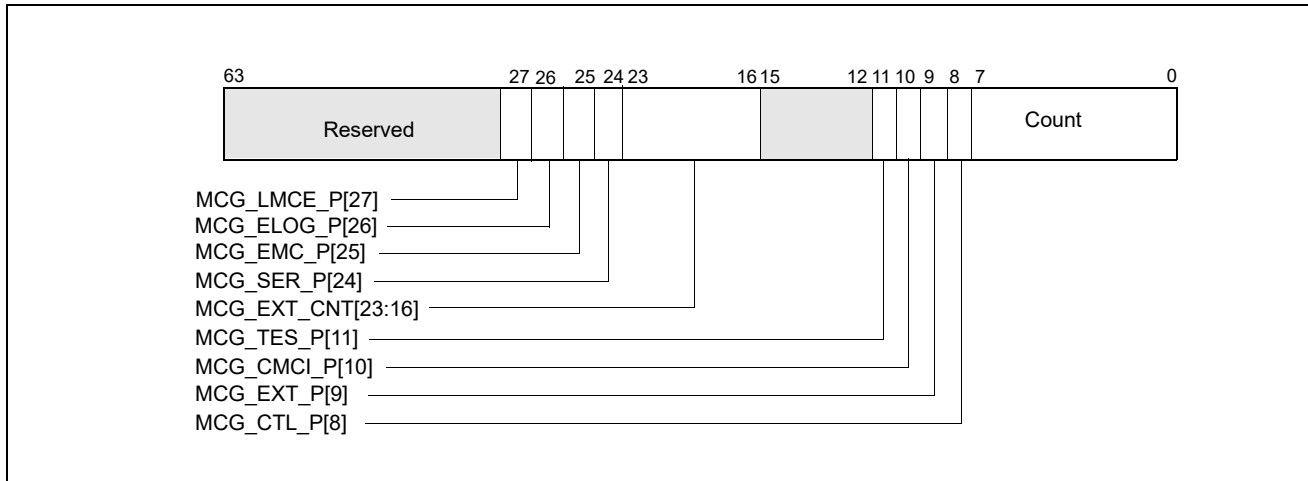 63 27 26 25 24 23 16 15 12 11 10 9 8 7 0
Reserved Count
MCG_LMCE_P[27]
MCG_ELOG_P[26]
MCG_EMC_P[25]
MCG_SER_P[24]
MCG_EXT_CNT[23:16]
MCG_TES_P[11]
MCG_CMCI_P[10]
MCG_EXT_P[9]
MCG_CTL_P[8]